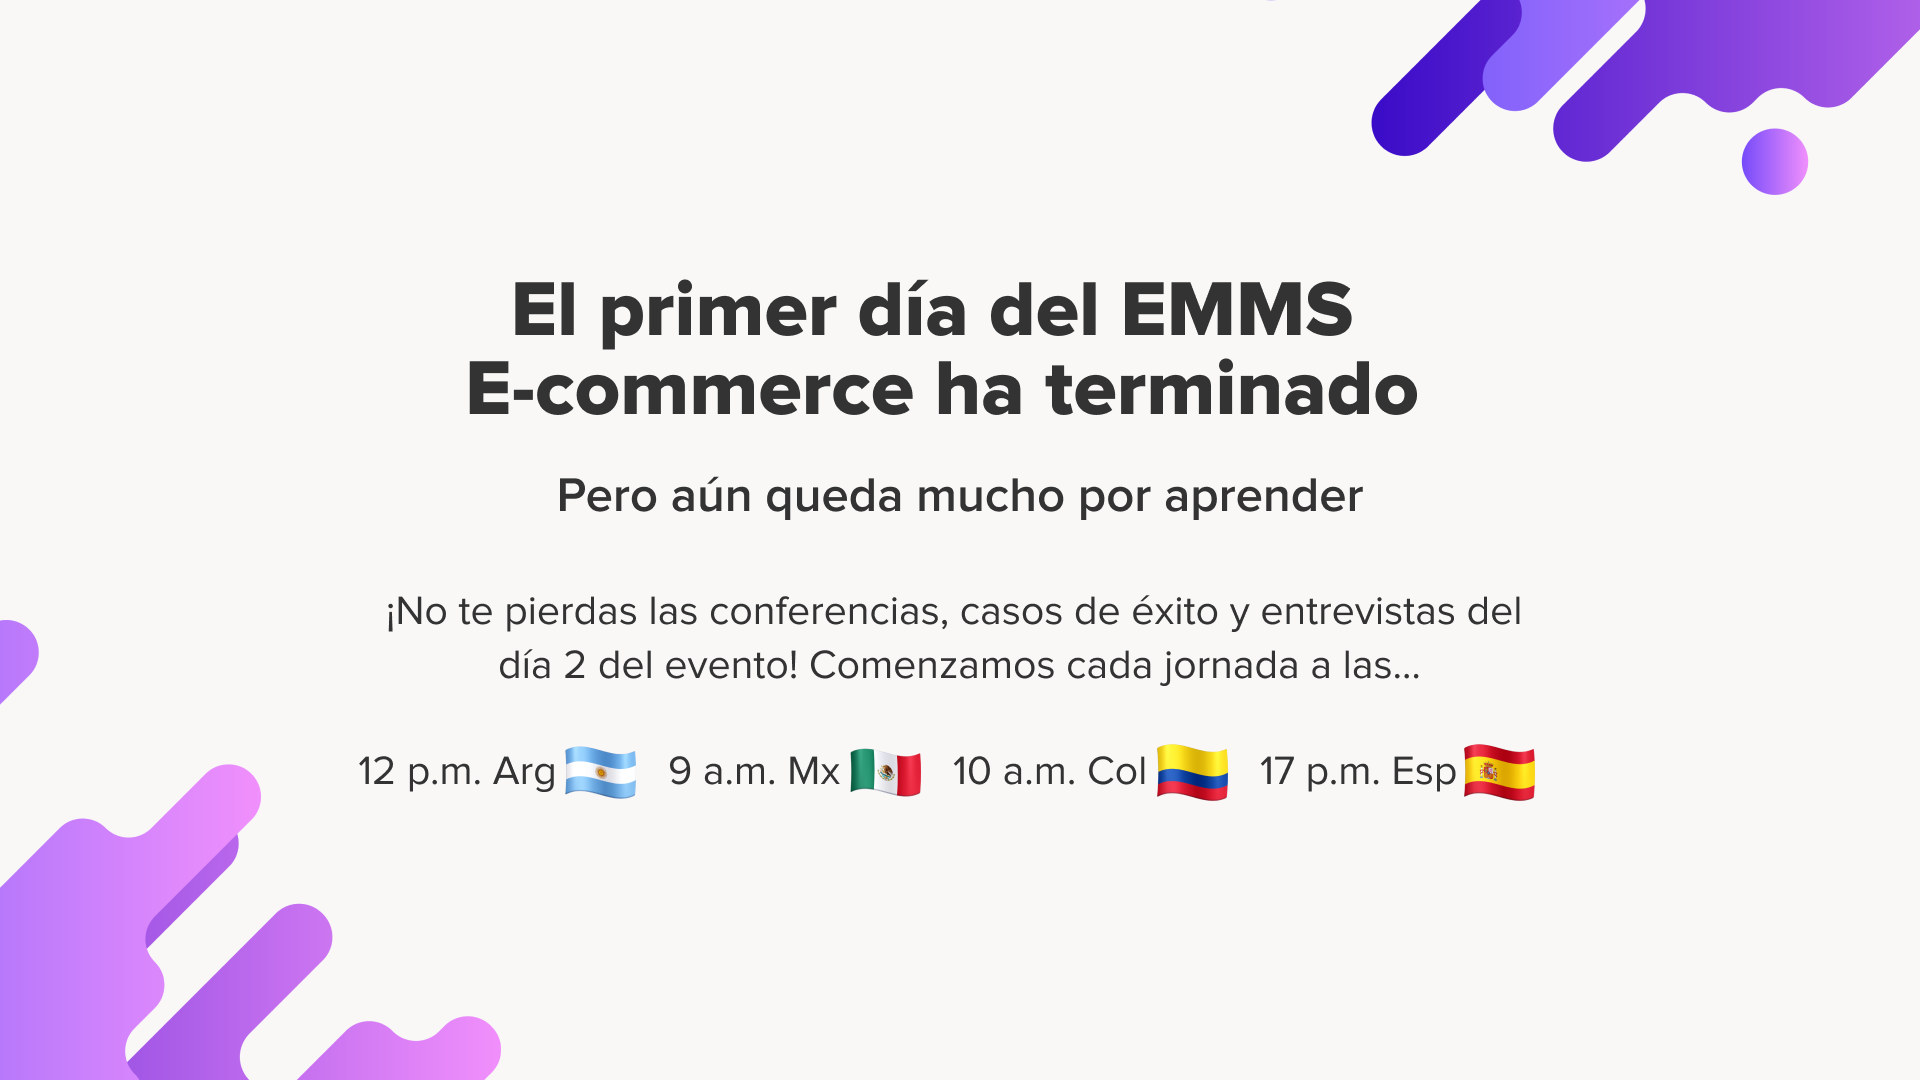 El primer día del EMMS
E-commerce ha terminado
Pero aún queda mucho por aprender
¡No te pierdas las conferencias, casos de éxito y entrevistas del
día 2 del evento! Comenzamos cada jornada a las...
12 p.m. Arg 9 a.m. Mx 10 a.m. Col 17 p.m. Esp